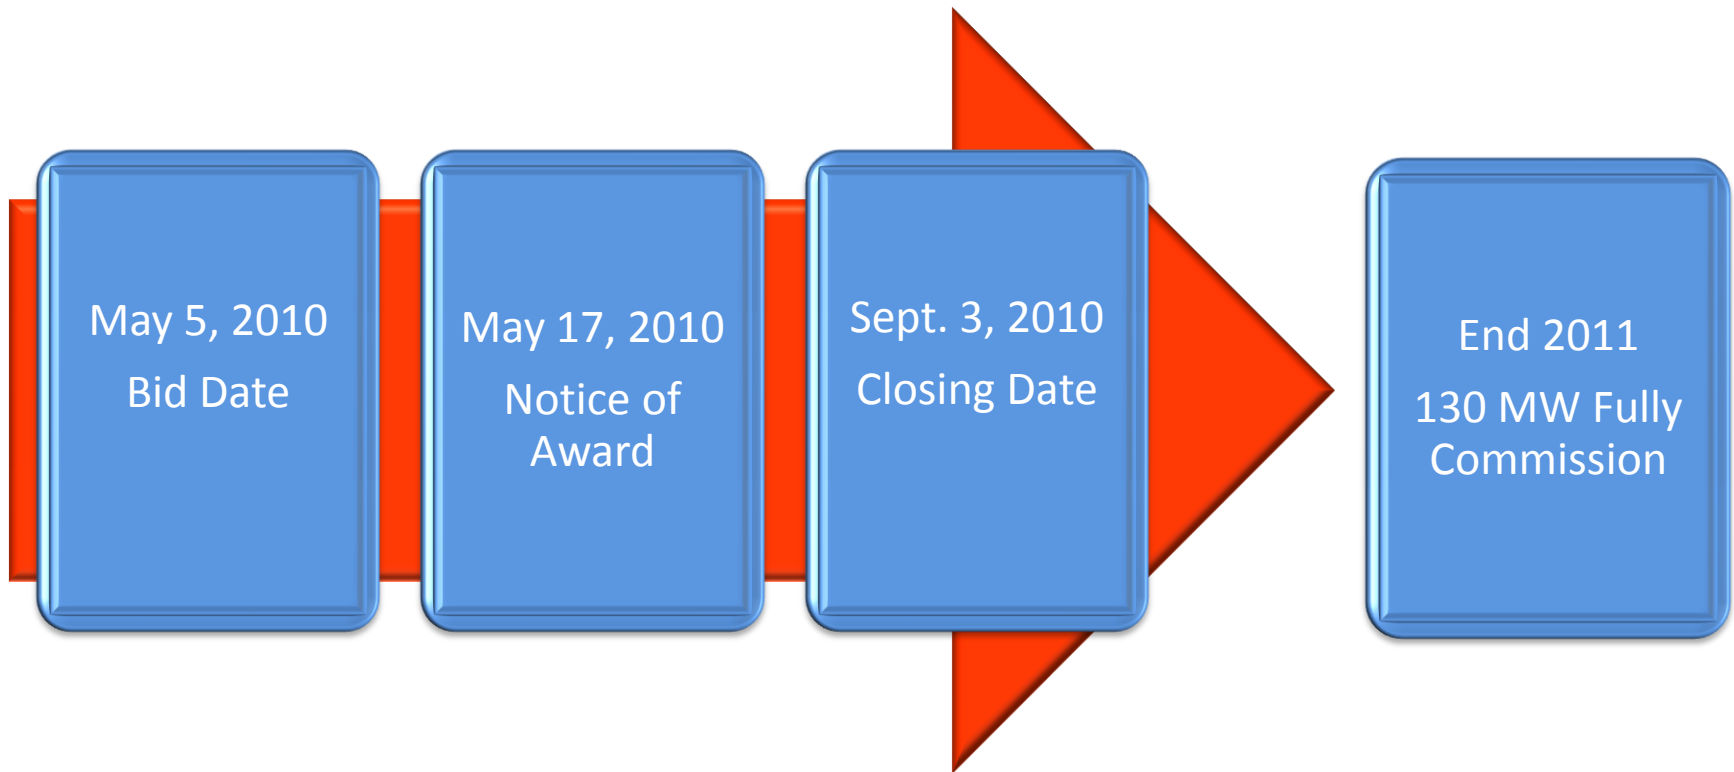 May 5, 2010
Bid Date
May 17, 2010
Notice of
Award
Sept. 3, 2010
Closing Date
End 2011
130 MW Fully
Commission